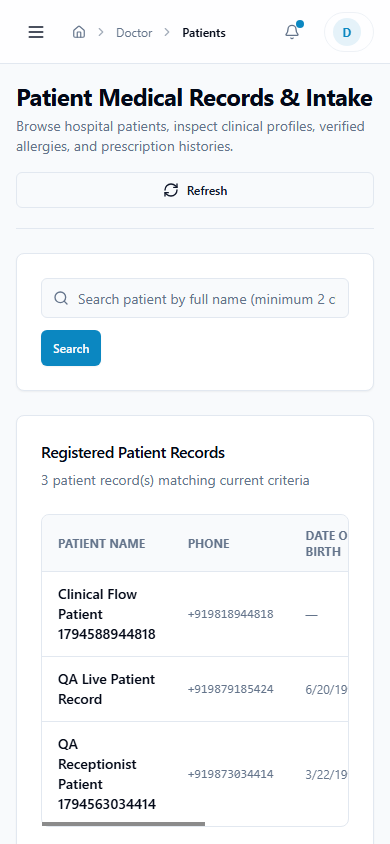 Doctor
Patients
D
Patient Medical Records & Intake
Browse hospital patients, inspect clinical profiles, verified
allergies, and prescription histories.
Refresh
Search patient by full name (minimum 2 c
Search
Registered Patient Records
3 patient record(s) matching current criteria
PATIENT NAME PHONE DATE O
BIRTH
Clinical Flow
Patient
1794588944818
+919818944818 —
QA Live Patient
Record
+919879185424 6/20/19
QA
Receptionist
Patient
1794563034414
+919873034414 3/22/19